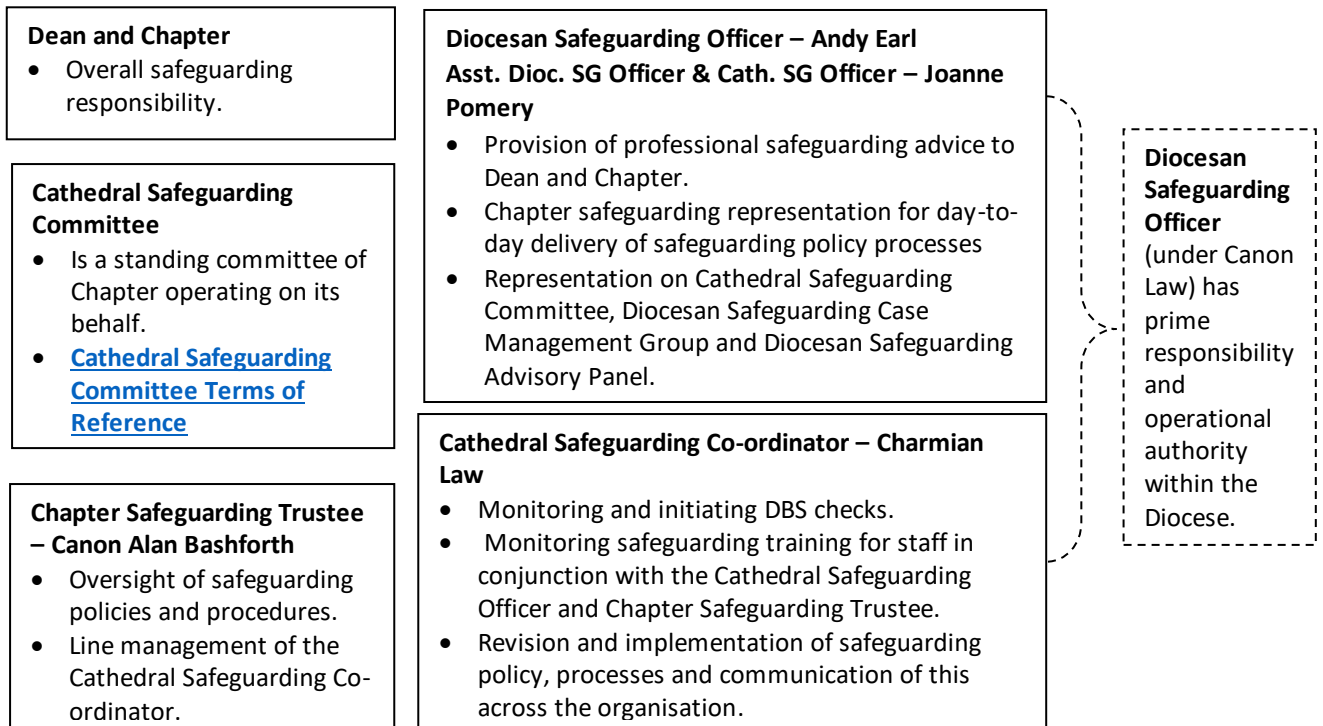 Dean and Chapter
• Overall safeguarding
responsibility.
Cathedral Safeguarding
Committee
• Is a standing committee of
Chapter operating on its
behalf.
• Cathedral Safeguarding
Committee Terms of
Reference
Chapter Safeguarding Trustee
– Canon Alan Bashforth
• Oversight of safeguarding
policies and procedures.
• Line management of the
Cathedral Safeguarding Co-
ordinator.
Diocesan Safeguarding Officer – Andy Earl
Asst. Dioc. SG Officer & Cath. SG Officer – Joanne
Pomery
• Provision of professional safeguarding advice to
Dean and Chapter.
• Chapter safeguarding representation for day-to-
day delivery of safeguarding policy processes
• Representation on Cathedral Safeguarding
Committee, Diocesan Safeguarding Case
Management Group and Diocesan Safeguarding
Advisory Panel.
Cathedral Safeguarding Co-ordinator – Charmian
Law
• Monitoring and initiating DBS checks.
• Monitoring safeguarding training for staff in
conjunction with the Cathedral Safeguarding
Officer and Chapter Safeguarding Trustee.
• Revision and implementation of safeguarding
policy, processes and communication of this
across the organisation.
Diocesan
Safeguarding
Officer
(under Canon
Law) has
prime
responsibility
and
operational
authority
within the
Diocese.